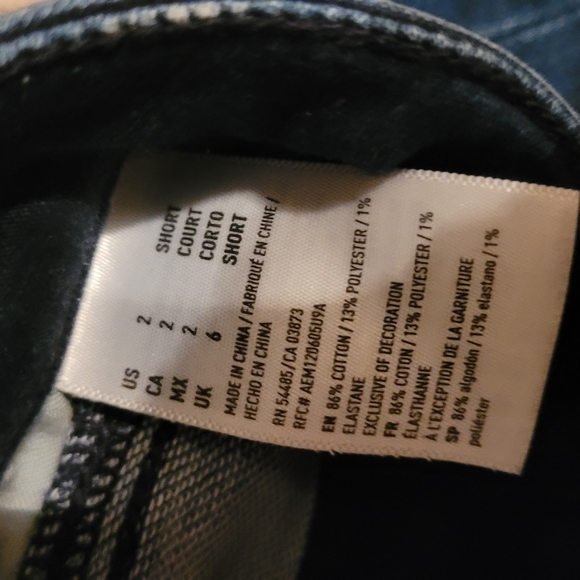 US 2 SHORT
CA 2 COURT
MX 2 CORTO
UK 6 SHORT
MADE IN CHINA / FABRIQUÉ EN CHINE /
HECHO EN CHINA
RN 54485/CA 03873
RFC# AEM120605U9A
EN 86% COTTON / 13% POLYESTER / 1%
ELASTANE
EXCLUSIVE OF DECORATION
FR 86% COTON / 13% POLYESTER / 1%
ÉLASTHANNE
À L'EXCEPTION DE LA GARNITURE
SP 86% algodón / 13% elastano / 1%
poliéster